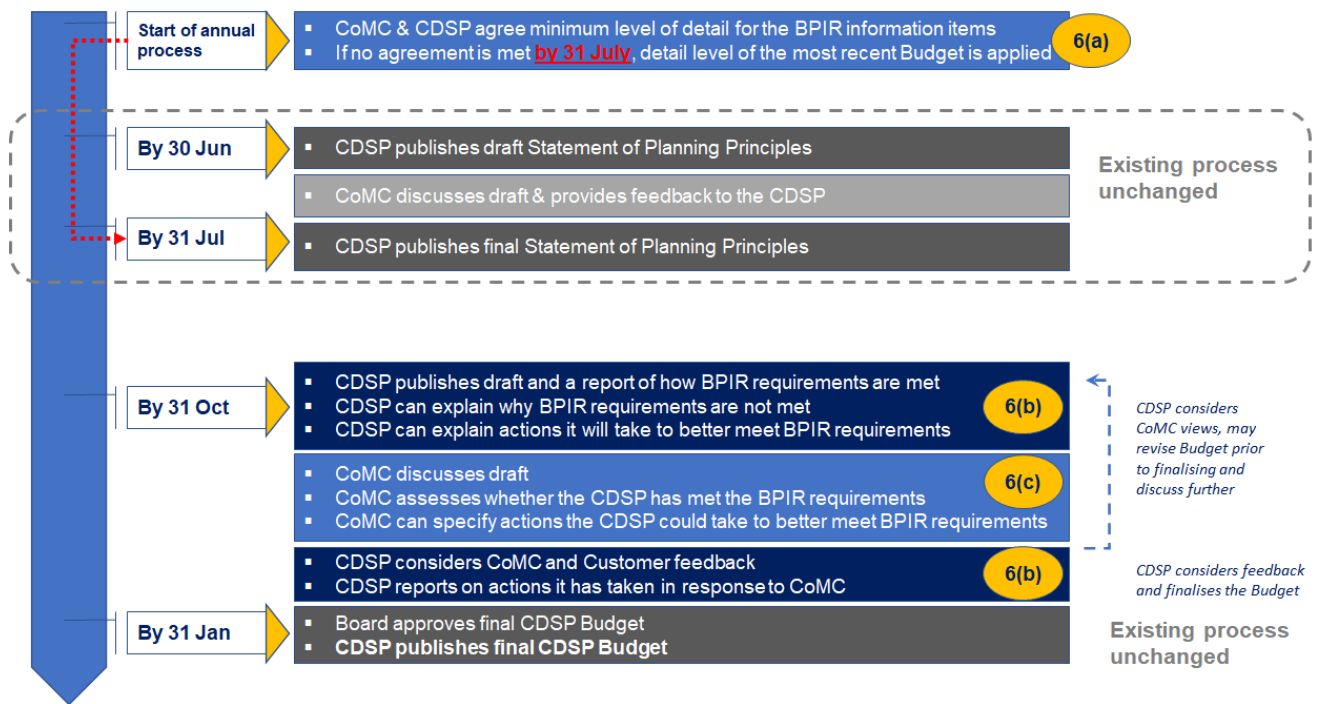 Start of annual
process
▪ CoMC & CDSP agree minimum level of detail for the BPIR information items
▪ If no agreement is met by 31 July, detail level of the most recent Budget is applied
6(a)
By 30 Jun
▪ CDSP publishes draft Statement of Planning Principles
▪ CoMC discusses draft & provides feedback to the CDSP
Existing process
unchanged
By 31 Jul
▪ CDSP publishes final Statement of Planning Principles
By 31 Oct
▪ CDSP publishes draft and a report of how BPIR requirements are met
▪ CDSP can explain why BPIR requirements are not met
▪ CDSP can explain actions it will take to better meet BPIR requirements
6(b)
▪ CoMC discusses draft
▪ CoMC assesses whether the CDSP has met the BPIR requirements
▪ CoMC can specify actions the CDSP could take to better meet BPIR requirements
6(c)
CDSP considers
CoMC views, may
revise Budget prior
to finalising and
discuss further
▪ CDSP considers CoMC and Customer feedback
▪ CDSP reports on actions it has taken in response to CoMC
6(b)
CDSP considers feedback
and finalises the Budget
By 31 Jan
▪ Board approves final CDSP Budget
▪ CDSP publishes final CDSP Budget
Existing process
unchanged